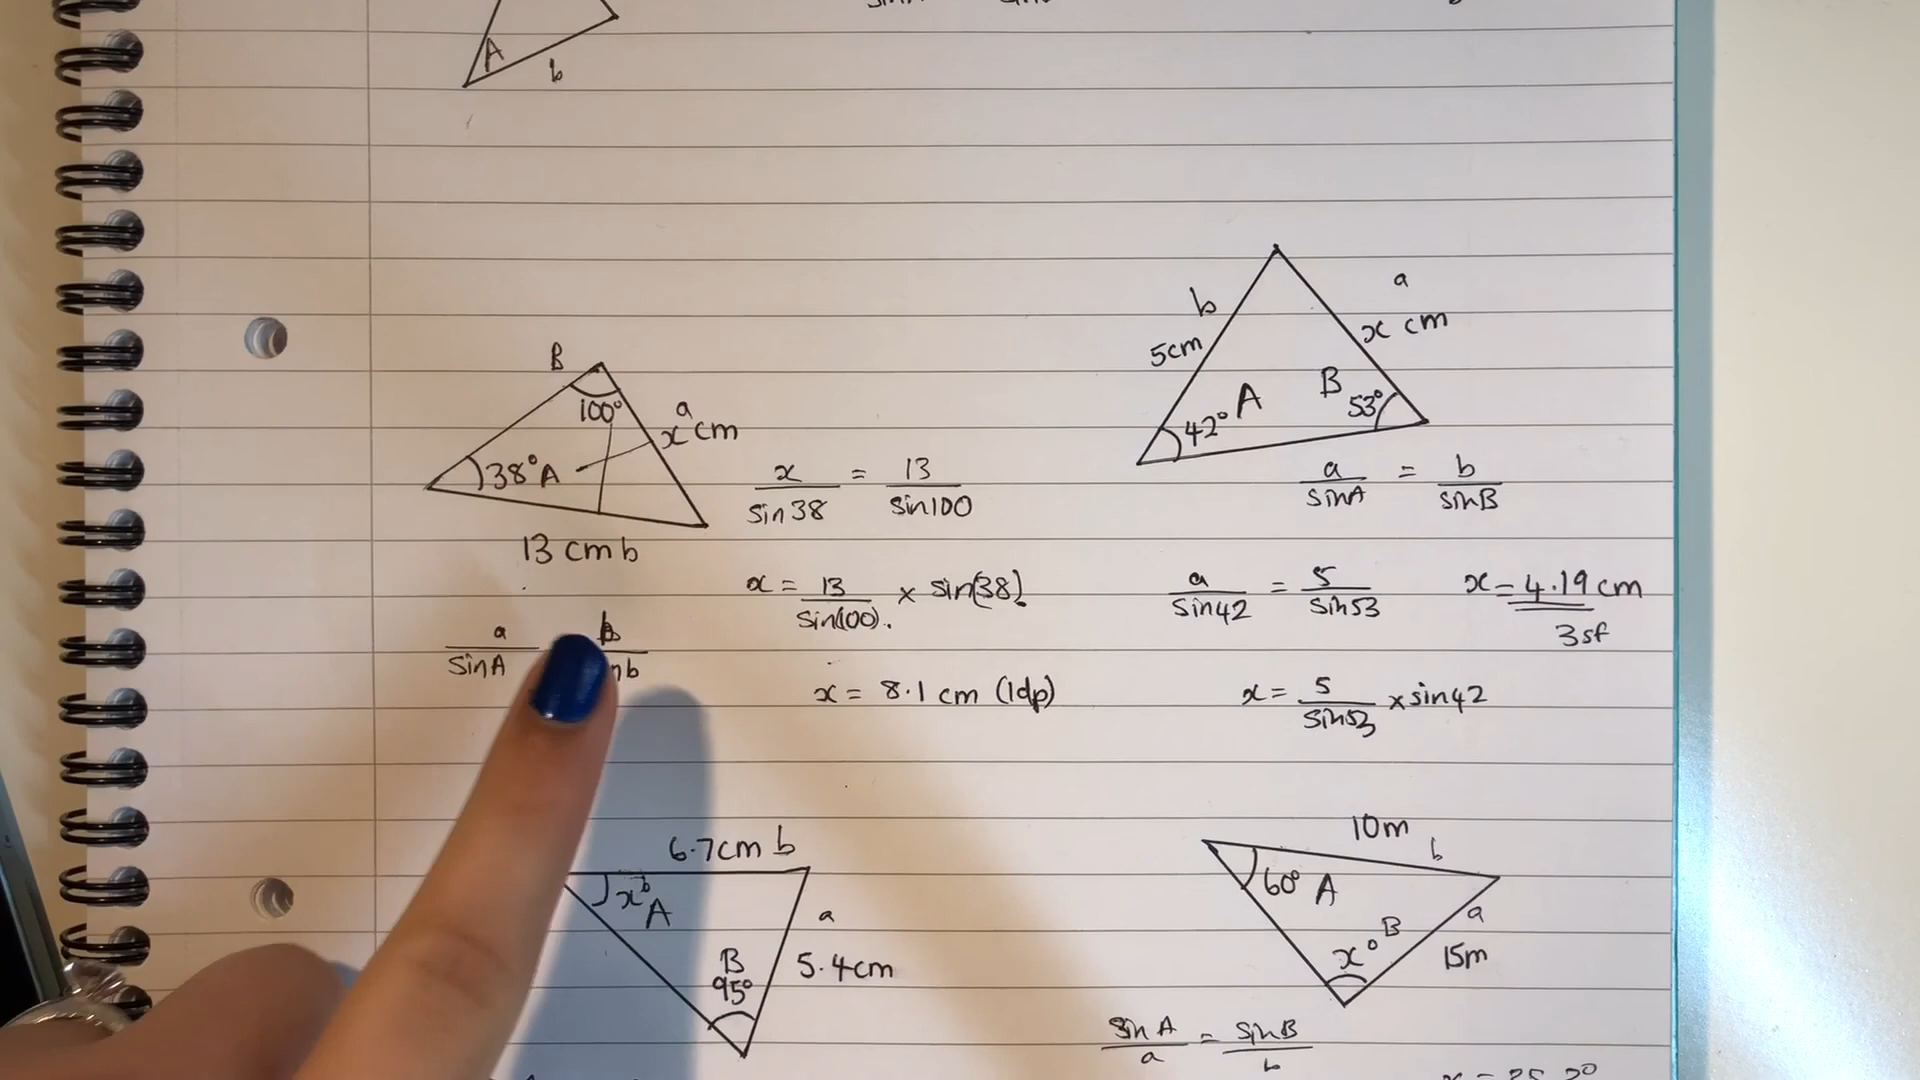 A
b
B
100°
a
x cm
38°A
13 cm b
x/sin38 = 13/sin100
a/sinA b
x = 13/sin(100). × sin(38)
x = 8.1 cm (1dp)
b
5cm
a
x cm
42° A
B 53°
a/sinA = b/sinB
a/sin42 = 5/sin53
x = 4.19 cm
3sf
x = 5/sin53 × sin42
6.7cm b
x° A
a
5.4cm
B
95°
10m
b
60° A
a
15m
x° B
sinA/a = sinB/b